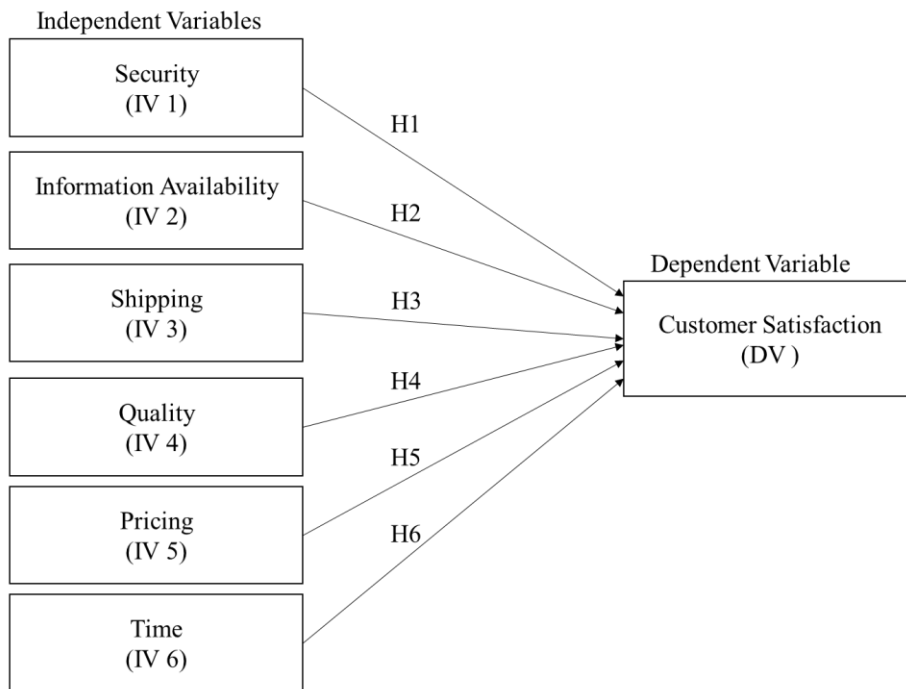 Independent Variables
Security
(IV 1)
Information Availability
(IV 2)
Shipping
(IV 3)
Quality
(IV 4)
Pricing
(IV 5)
Time
(IV 6)
H1
H2
H3
H4
H5
H6
Dependent Variable
Customer Satisfaction
(DV )